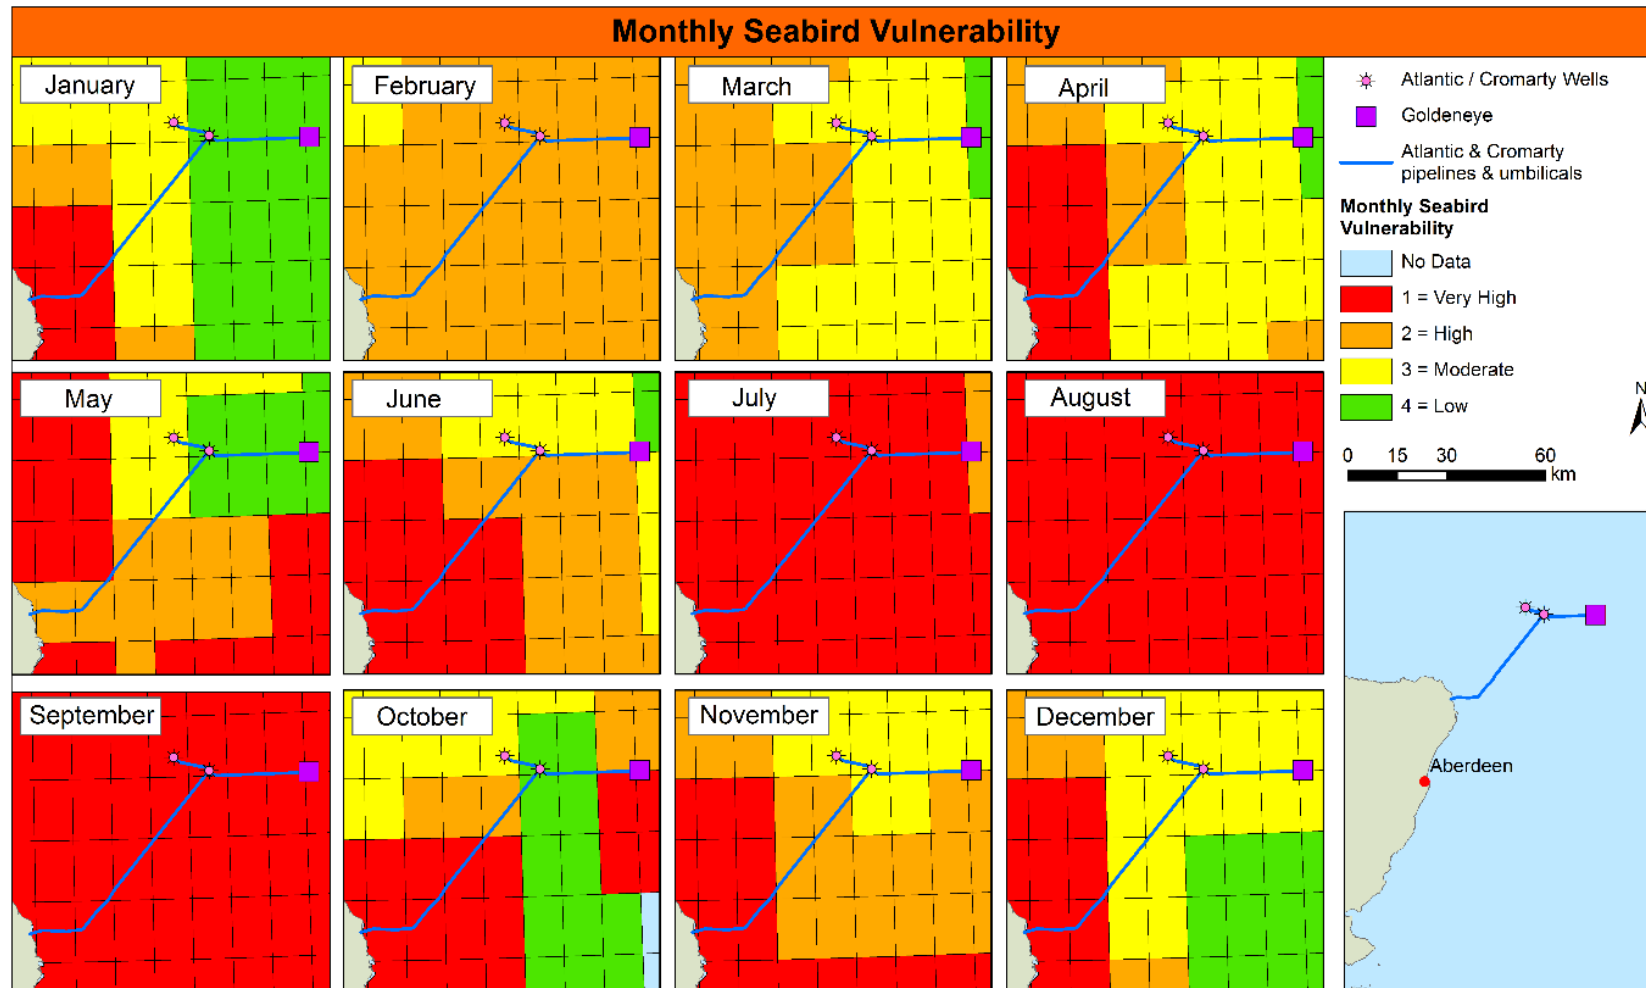 Monthly Seabird Vulnerability
January
February
March
April
May
June
July
August
September
October
November
December
Atlantic / Cromarty Wells
Goldeneye
Atlantic & Cromarty
pipelines & umbilicals
Monthly Seabird
Vulnerability
No Data
1 = Very High
2 = High
3 = Moderate
4 = Low
N
0 15 30 60
km
Aberdeen